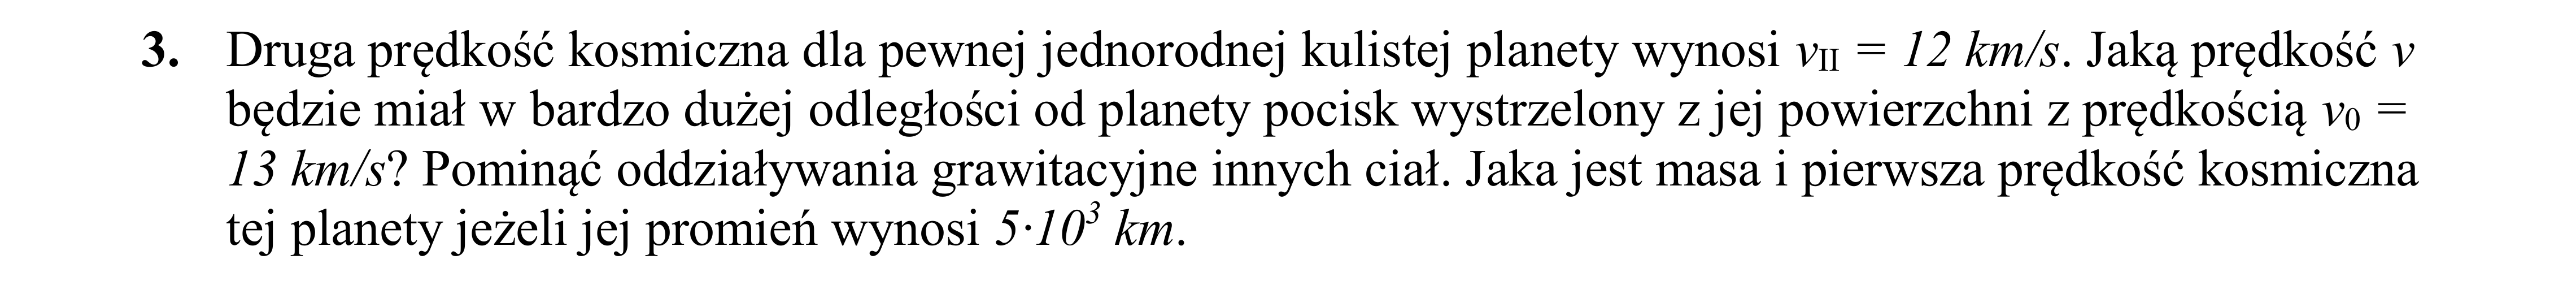 3. Druga prędkość kosmiczna dla pewnej jednorodnej kulistej planety wynosi vII = 12 km/s. Jaką prędkość v
będzie miał w bardzo dużej odległości od planety pocisk wystrzelony z jej powierzchni z prędkością v0 =
13 km/s? Pominąć oddziaływania grawitacyjne innych ciał. Jaka jest masa i pierwsza prędkość kosmiczna
tej planety jeżeli jej promień wynosi 5·10³ km.